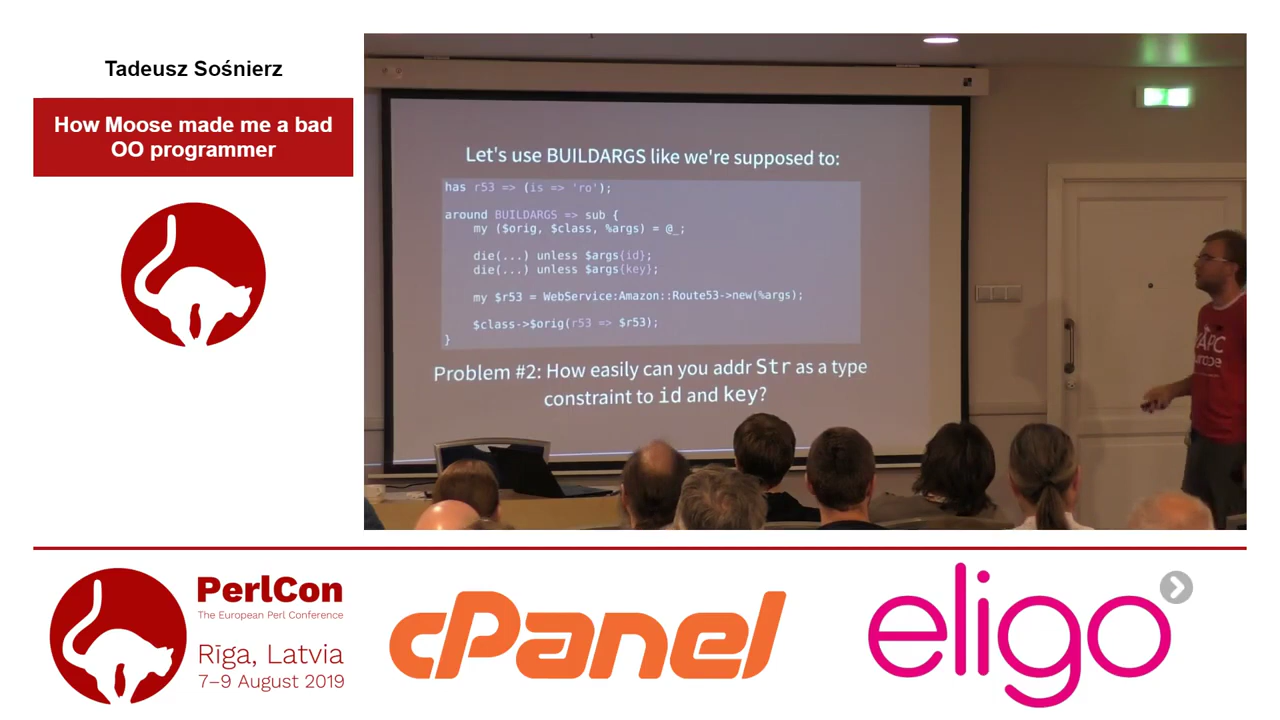 Tadeusz Sośnierz
How Moose made me a bad
OO programmer
Let's use BUILDARGS like we're supposed to:
has r53 => (is => 'ro');
around BUILDARGS => sub {
my ($orig, $class, %args) = @_;
die(...) unless $args{id};
die(...) unless $args{key};
my $r53 = WebService:Amazon::Route53->new(%args);
$class->$orig(r53 => $r53);
}
Problem #2: How easily can you addr Str as a type
constraint to id and key?
YAPC
europe
PerlCon
The European Perl Conference
Rīga, Latvia
7–9 August 2019
cPanel
eligo